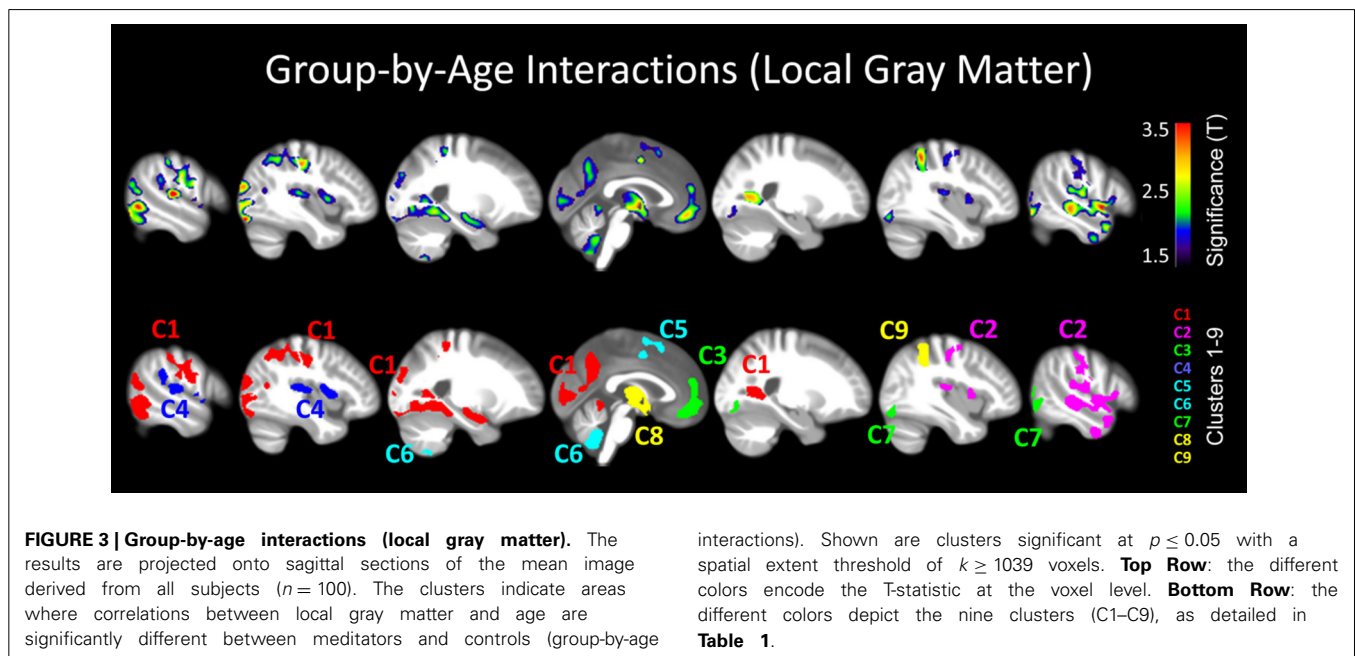 Group-by-Age Interactions (Local Gray Matter)
3.5
2.5
1.5
Significance (T)
C1
C1
C1
C1
C5
C3
C1
C9
C2
C2
C4
C4
C6
C6
C8
C7
C7
C1
C2
C3
C4
C5
C6
C7
C8
C9
Clusters 1-9
FIGURE 3 | Group-by-age interactions (local gray matter). The
results are projected onto sagittal sections of the mean image
derived from all subjects (n = 100). The clusters indicate areas
where correlations between local gray matter and age are
significantly different between meditators and controls (group-by-age
interactions). Shown are clusters significant at p ≤ 0.05 with a
spatial extent threshold of k ≥ 1039 voxels. Top Row: the different
colors encode the T-statistic at the voxel level. Bottom Row: the
different colors depict the nine clusters (C1–C9), as detailed in
Table 1.